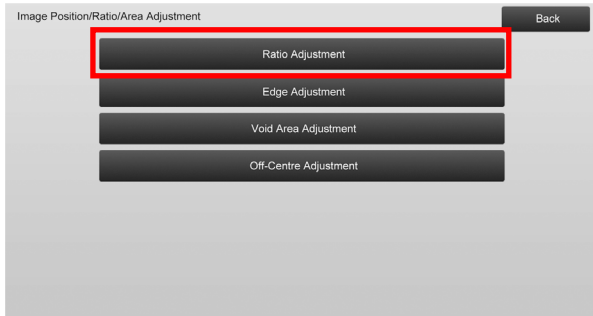 Image Position/Ratio/Area Adjustment
Back
Ratio Adjustment
Edge Adjustment
Void Area Adjustment
Off-Centre Adjustment